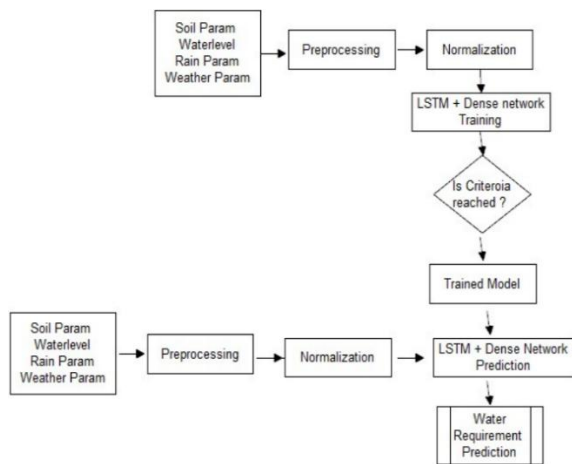 Soil Param
Waterlevel
Rain Param
Weather Param
Preprocessing
Normalization
LSTM + Dense network
Training
Is Criteroia
reached ?
Trained Model
Soil Param
Waterlevel
Rain Param
Weather Param
Preprocessing
Normalization
LSTM + Dense Network
Prediction
Water
Requirement
Prediction